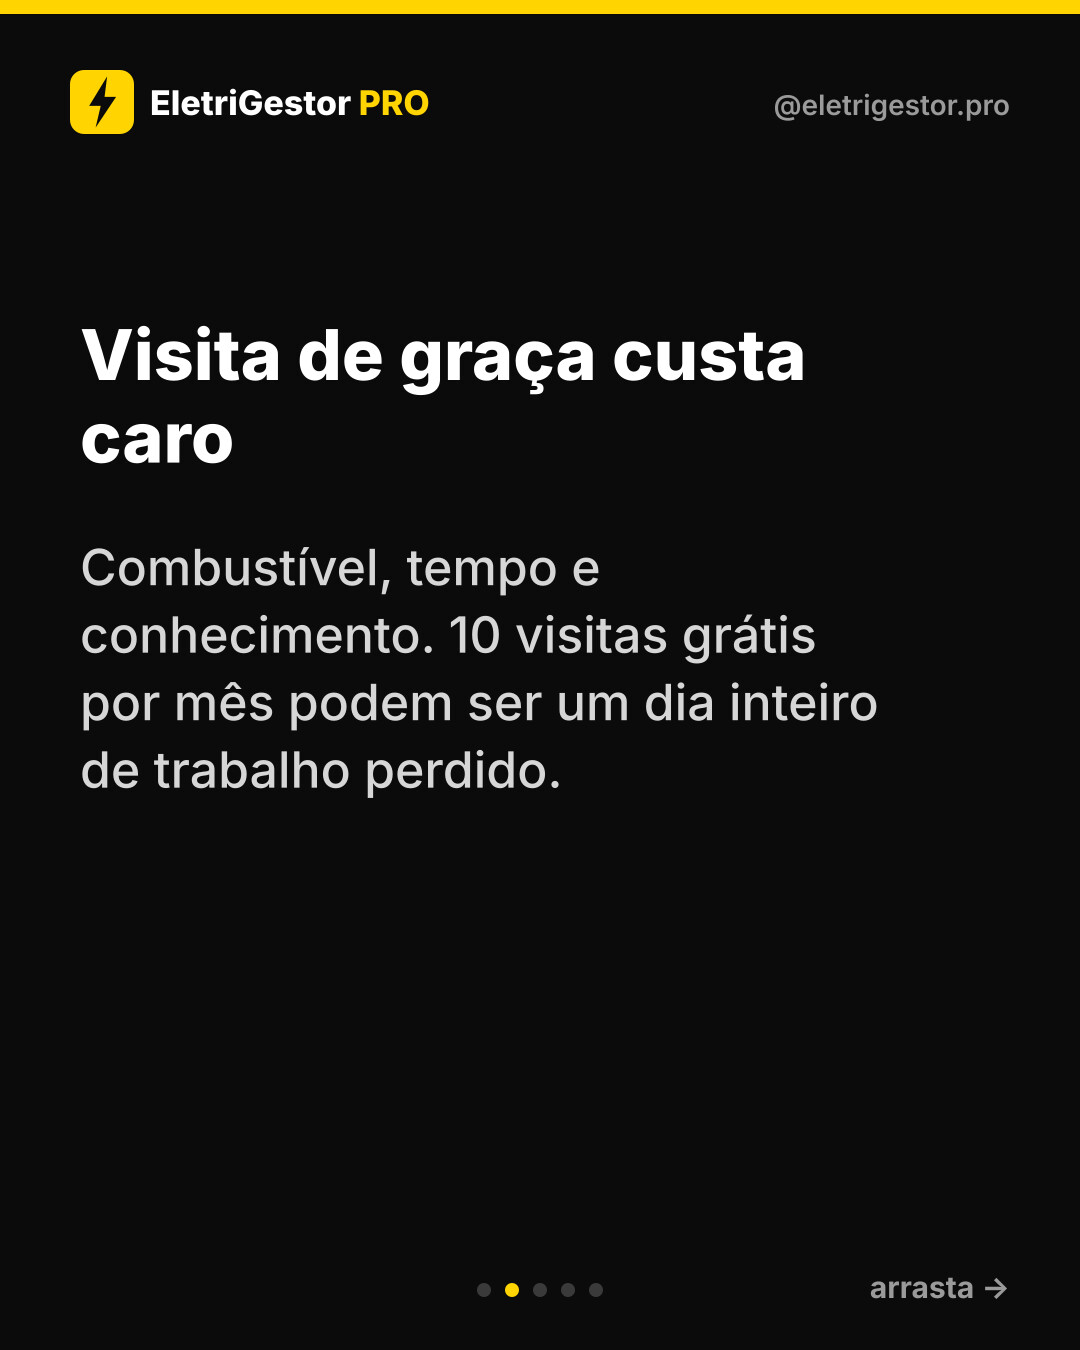 EletriGestor PRO
@eletrigestor.pro
Visita de graça custa
caro
Combustível, tempo e
conhecimento. 10 visitas grátis
por mês podem ser um dia inteiro
de trabalho perdido.
arrasta →